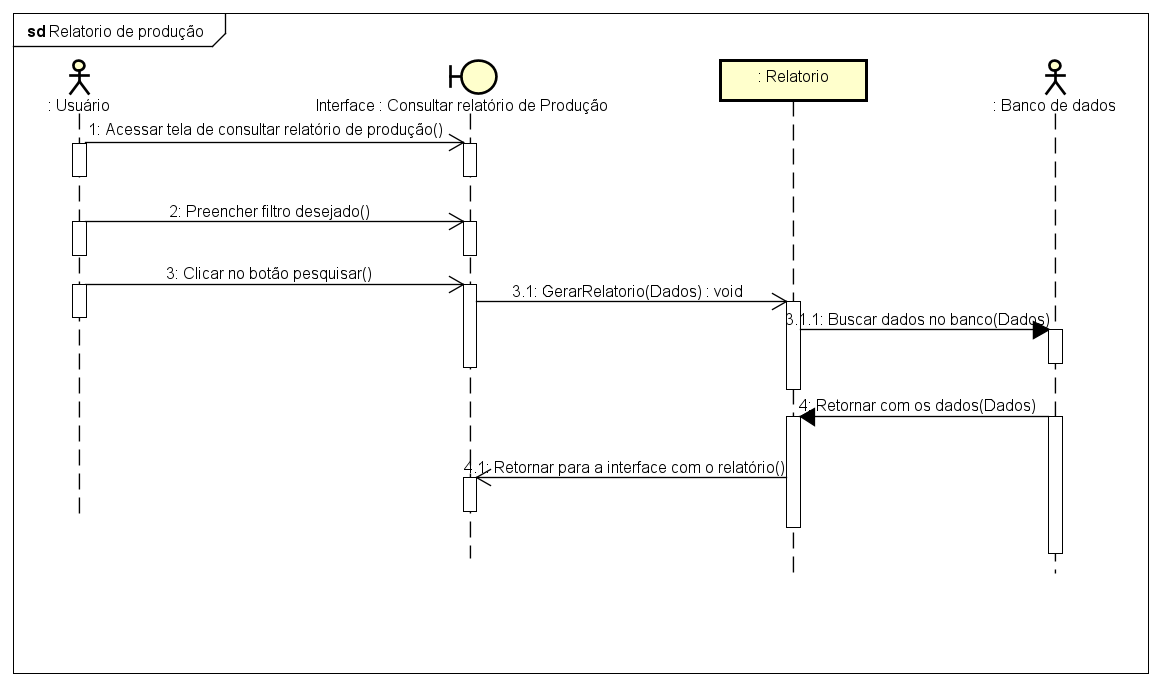 sd Relatorio de produção
: Usuário
Interface : Consultar relatório de Produção
: Relatorio
: Banco de dados
1: Acessar tela de consultar relatório de produção()
2: Preencher filtro desejado()
3: Clicar no botão pesquisar()
3.1: GerarRelatorio(Dados) : void
3.1.1: Buscar dados no banco(Dados)
4: Retornar com os dados(Dados)
4.1: Retornar para a interface com o relatório()